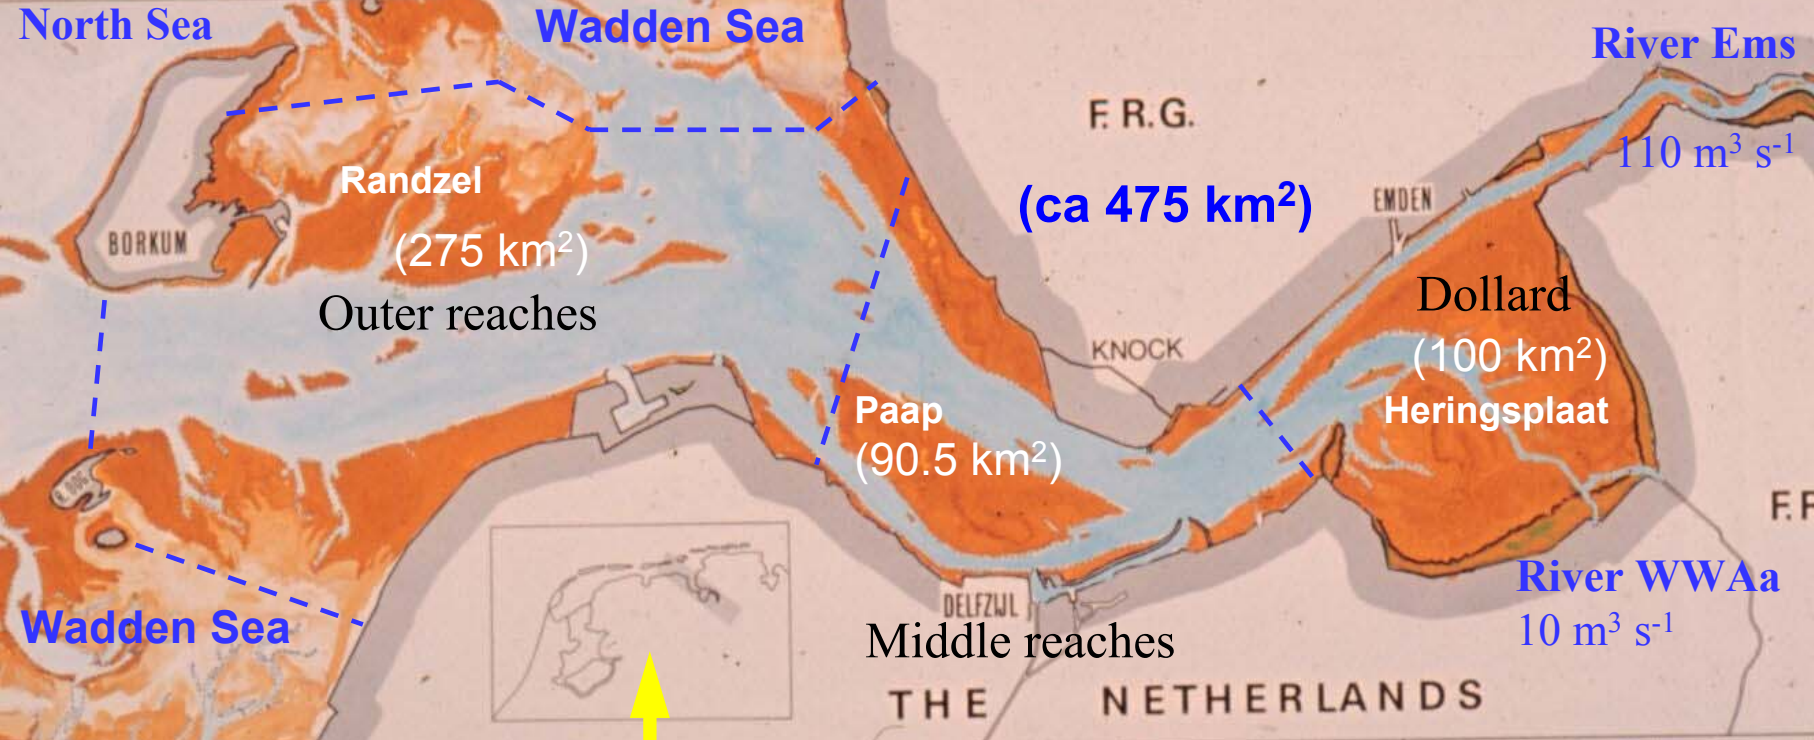 North Sea
Wadden Sea
River Ems
F.R.G.
110 m³ s⁻¹
Randzel
(ca 475 km²)
EMDEN
BORKUM
(275 km²)
Dollard
Outer reaches
KNOCK
(100 km²)
Paap
Heringsplaat
(90.5 km²)
F.F
River WWAa
DELFZIJL
Wadden Sea
10 m³ s⁻¹
Middle reaches
THE NETHERLANDS